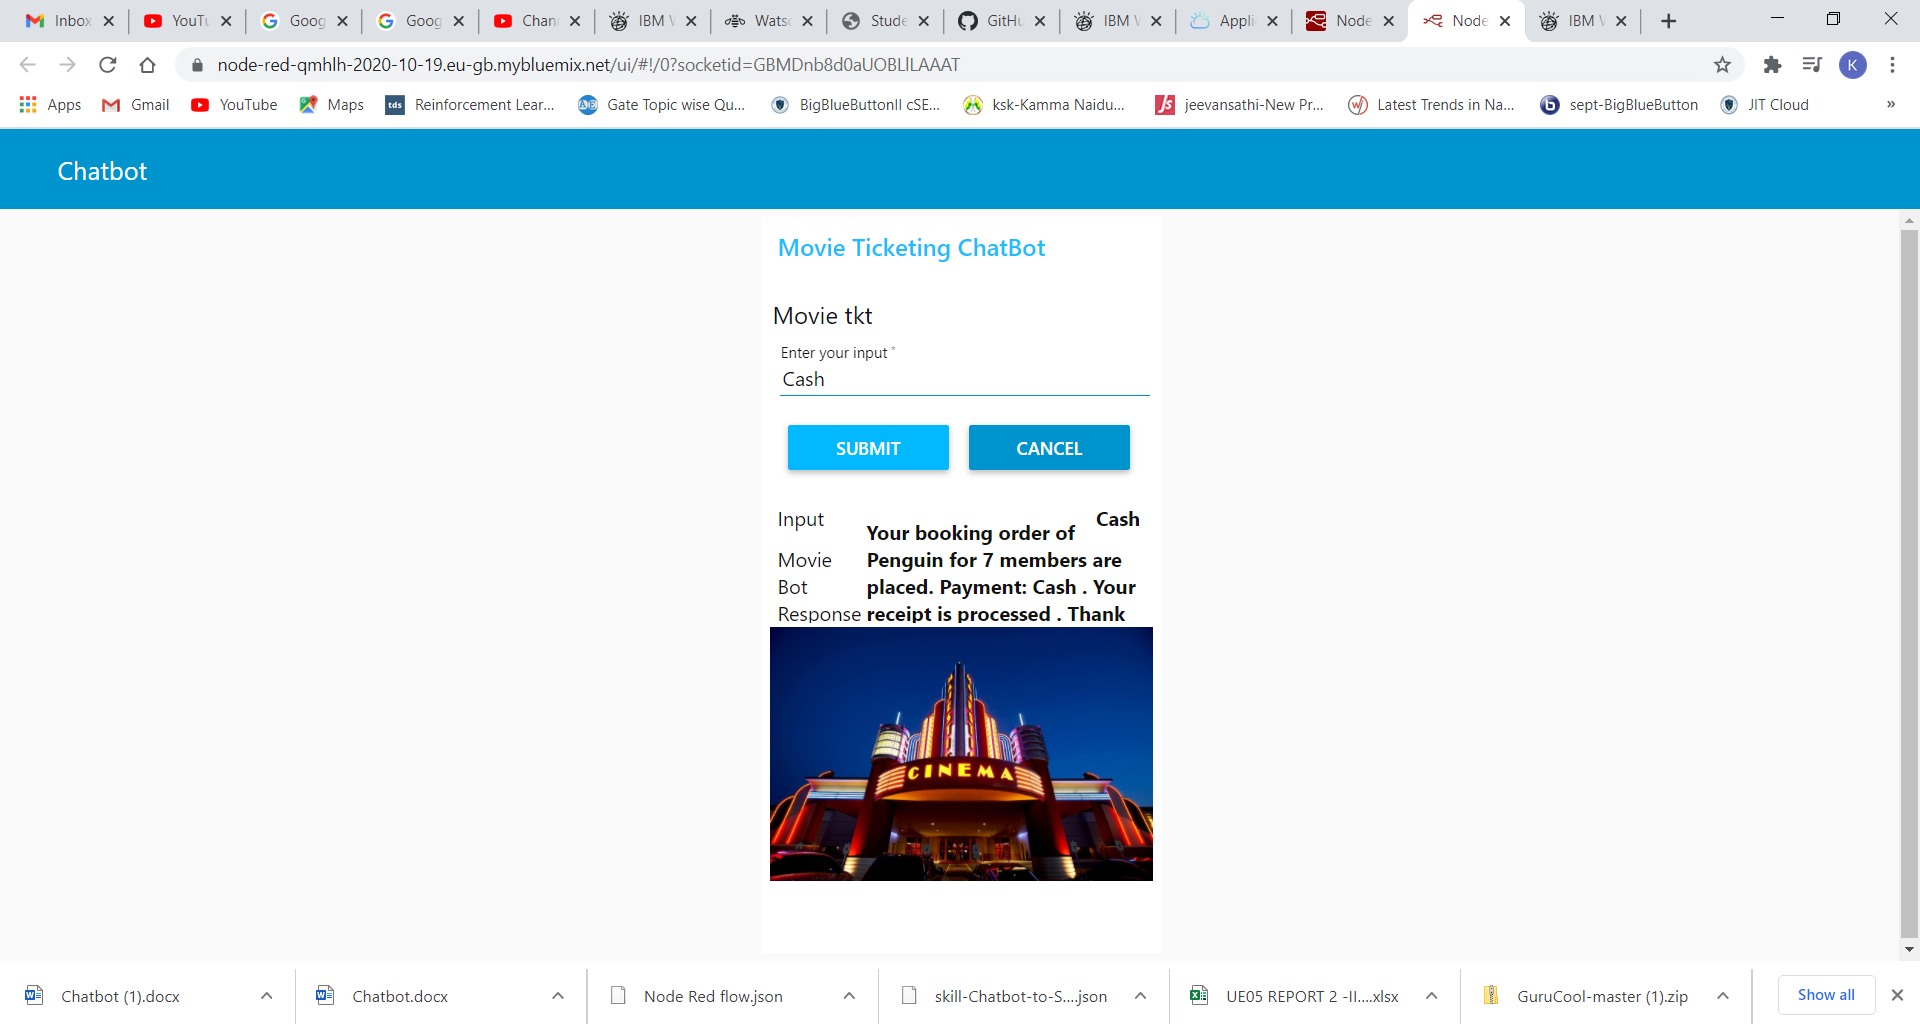 Inbox
YouTu
Goog
Goog
Chan
IBM W
Watso
Stude
GitHu
IBM W
Appli
Node
Node
IBM W
node-red-qmhlh-2020-10-19.eu-gb.mybluemix.net/ui/#!/0?socketid=GBMDnb8d0aUOBLlLAAAT
K
Apps
Gmail
YouTube
Maps
tds Reinforcement Lear...
Gate Topic wise Qu...
BigBlueButtonII cSE...
ksk-Kamma Naidu...
Js jeevansathi-New Pr...
Latest Trends in Na...
sept-BigBlueButton
JIT Cloud
»
Chatbot
Movie Ticketing ChatBot
Movie tkt
Enter your input *
Cash
SUBMIT
CANCEL
Input
Cash
Movie
Bot
Response
Your booking order of
Penguin for 7 members are
placed. Payment: Cash . Your
receipt is processed . Thank
CINEMA
Chatbot (1).docx
Chatbot.docx
Node Red flow.json
skill-Chatbot-to-S....json
UE05 REPORT 2 -II....xlsx
GuruCool-master (1).zip
Show all